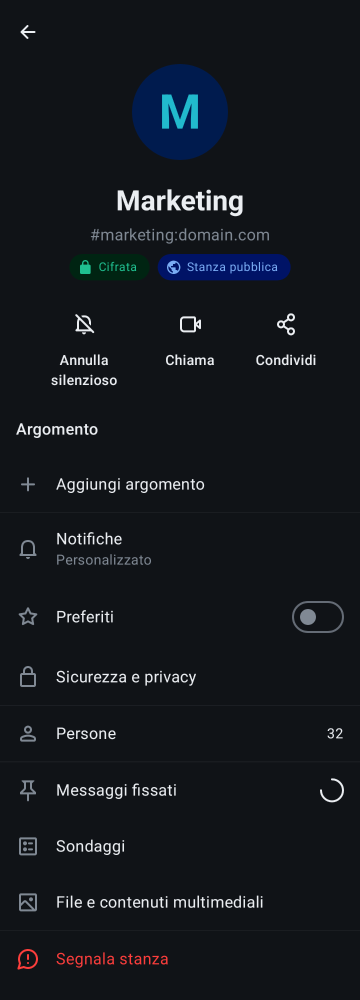 M
Marketing
#marketing:domain.com
Cifrata
Stanza pubblica
Annulla
silenzioso
Chiama
Condividi
Argomento
Aggiungi argomento
Notifiche
Personalizzato
Preferiti
Sicurezza e privacy
Persone
32
Messaggi fissati
Sondaggi
File e contenuti multimediali
Segnala stanza